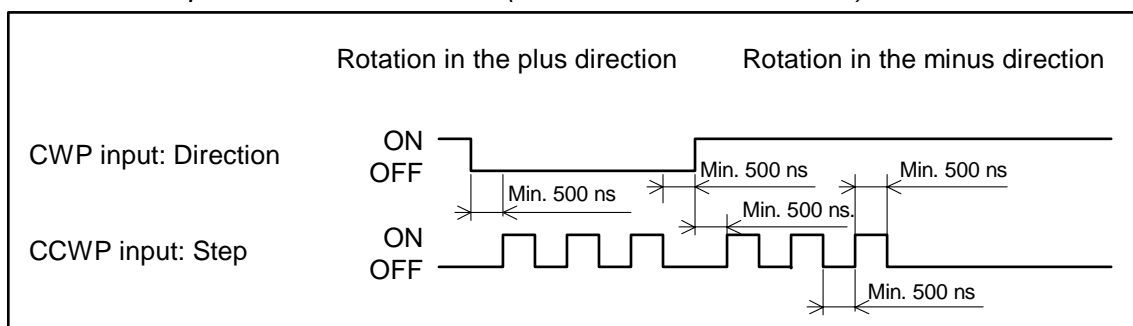 Rotation in the plus direction Rotation in the minus direction
CWP input: Direction ON
OFF
Min. 500 ns Min. 500 ns Min. 500 ns
Min. 500 ns.
CCWP input: Step ON
OFF
Min. 500 ns